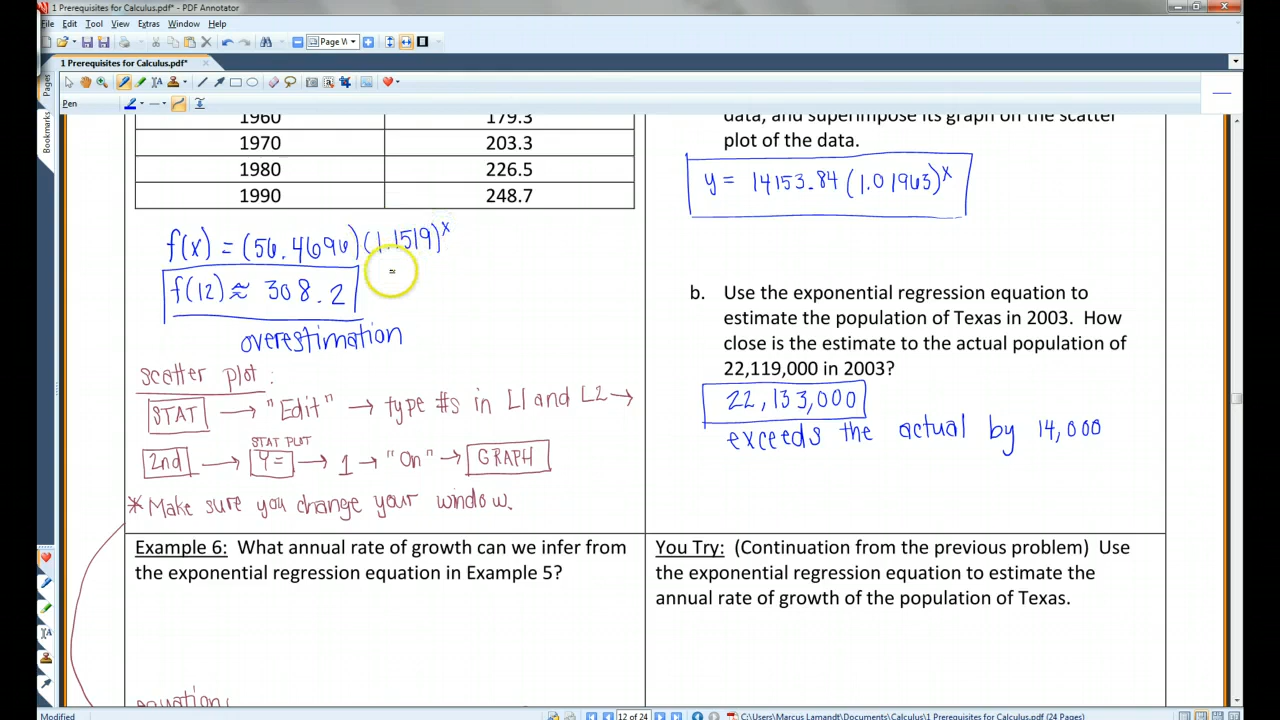 1 Prerequisites for Calculus.pdf* - PDF Annotator
File Edit Tool View Extras Window Help
Page W
1 Prerequisites for Calculus.pdf*
Pen
Pages
Bookmarks
1960 179.3
1970 203.3
1980 226.5
1990 248.7
f(x) = (56.4696)(1.1519)^x
f(12) ≈ 308.2
overestimation
scatter plot:
STAT → "Edit" → type #s in L1 and L2 →
STAT PLOT
2nd → Y= → 1 → "On" → GRAPH
* Make sure you change your window.
data, and superimpose its graph on the scatter
plot of the data.
y = 14153.84 (1.01963)^x
b. Use the exponential regression equation to
estimate the population of Texas in 2003. How
close is the estimate to the actual population of
22,119,000 in 2003?
22,133,000
exceeds the actual by 14,000
Example 6: What annual rate of growth can we infer from
the exponential regression equation in Example 5?
equation:
You Try: (Continuation from the previous problem) Use
the exponential regression equation to estimate the
annual rate of growth of the population of Texas.
Modified
12 of 24
C:\Users\Marcus Lamandt\Documents\Calculus\1 Prerequisites for Calculus.pdf (24 Pages)